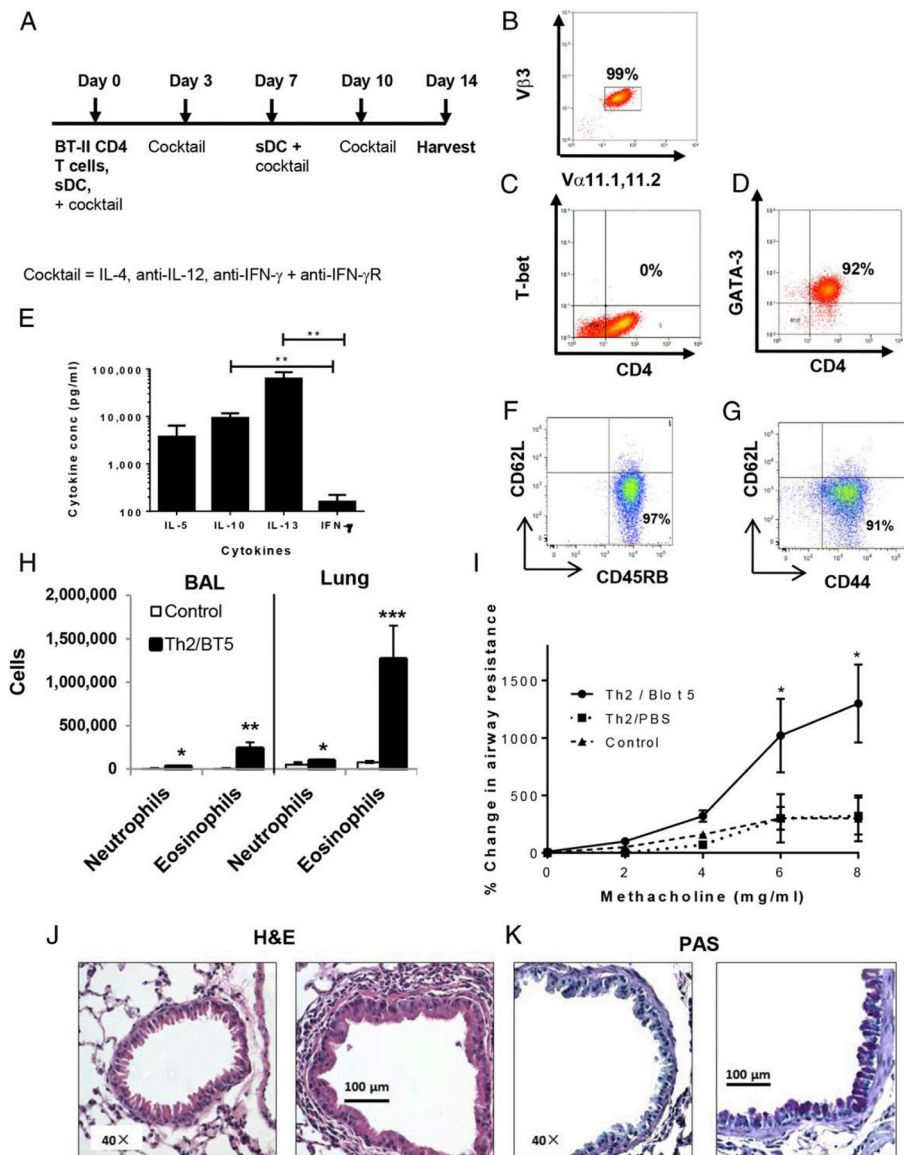 A
Day 0 Day 3 Day 7 Day 10 Day 14
BT-II CD4 Cocktail sDC + Cocktail Harvest
T cells, cocktail
sDC,
+ cocktail
Cocktail = IL-4, anti-IL-12, anti-IFN-γ + anti-IFN-γR
B
Vβ3
99%
Vα11.1,11.2
C
T-bet
0%
CD4
D
GATA-3
92%
R10
CD4
E
Cytokine conc (pg/ml)
100,000
10,000
1,000
100
**
**
IL-5 IL-10 IL-13 IFN-γ
Cytokines
F
CD62L
97%
CD45RB
G
CD62L
91%
CD44
H
BAL Lung
Cells
2,000,000
1,500,000
1,000,000
500,000
0
Control
Th2/BT5
* ** * ***
Neutrophils Eosinophils Neutrophils Eosinophils
I
% Change in airway resistance
1500
1000
500
0
Th2 / Blo t 5
Th2/PBS
Control
* *
0 2 4 6 8
Methacholine (mg/ml)
J
H&E
40×
100 µm
K
PAS
40×
100 µm